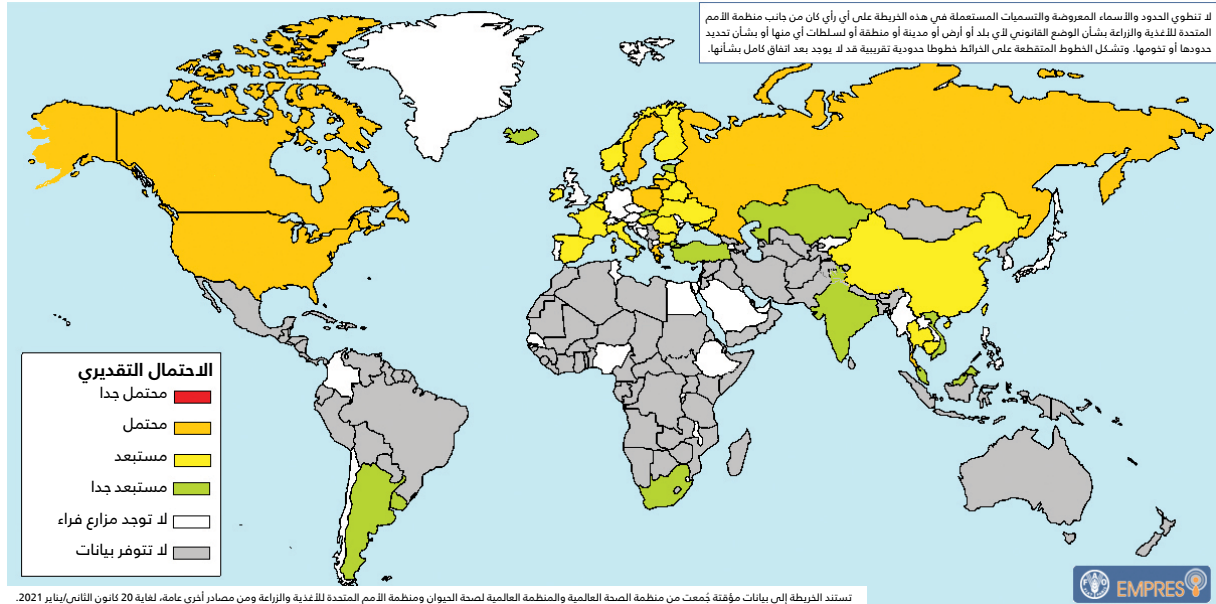 لا تنطوي الحدود والأسماء المعروضة والتسميات المستعملة في هذه الخريطة على أي رأي كان من جانب منظمة الأمم
المتحدة للأغذية والزراعة بشأن الوضع القانوني لأي بلد أو أرض أو مدينة أو منطقة أو لسلطات أي منها أو بشأن تحديد
حدودها أو تخومها. وتشكل الخطوط المتقطعة على الخرائط خطوطا حدودية تقريبية قد لا يوجد بعد اتفاق كامل بشأنها.
الاحتمال التقديري
محتمل جدا
محتمل
مستبعد
مستبعد جدا
لا توجد مزارع فراء
لا تتوفر بيانات
EMPRES
تستند الخريطة إلى بيانات مؤقتة جُمعت من منظمة الصحة العالمية والمنظمة العالمية لصحة الحيوان ومنظمة الأمم المتحدة للأغذية والزراعة ومن مصادر أخرى عامة، لغاية 20 كانون الثاني/يناير 2021.